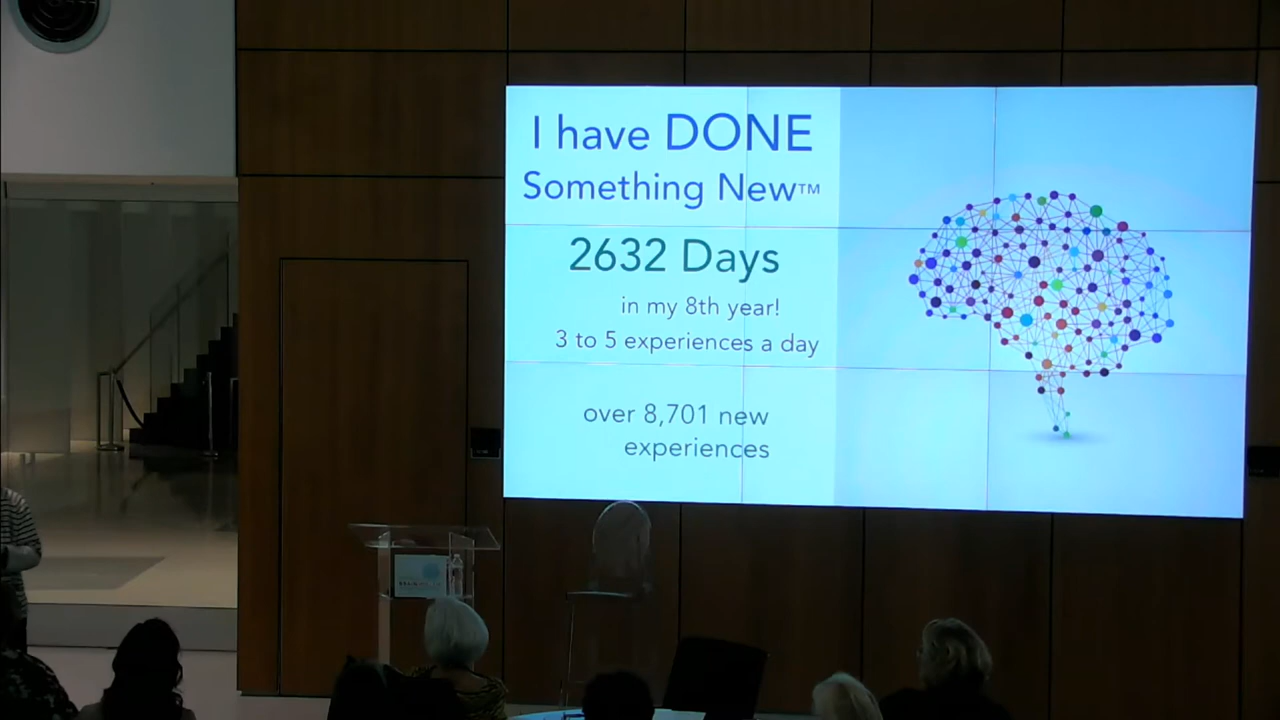 I have DONE
Something New™
2632 Days
in my 8th year!
3 to 5 experiences a day
over 8,701 new
experiences